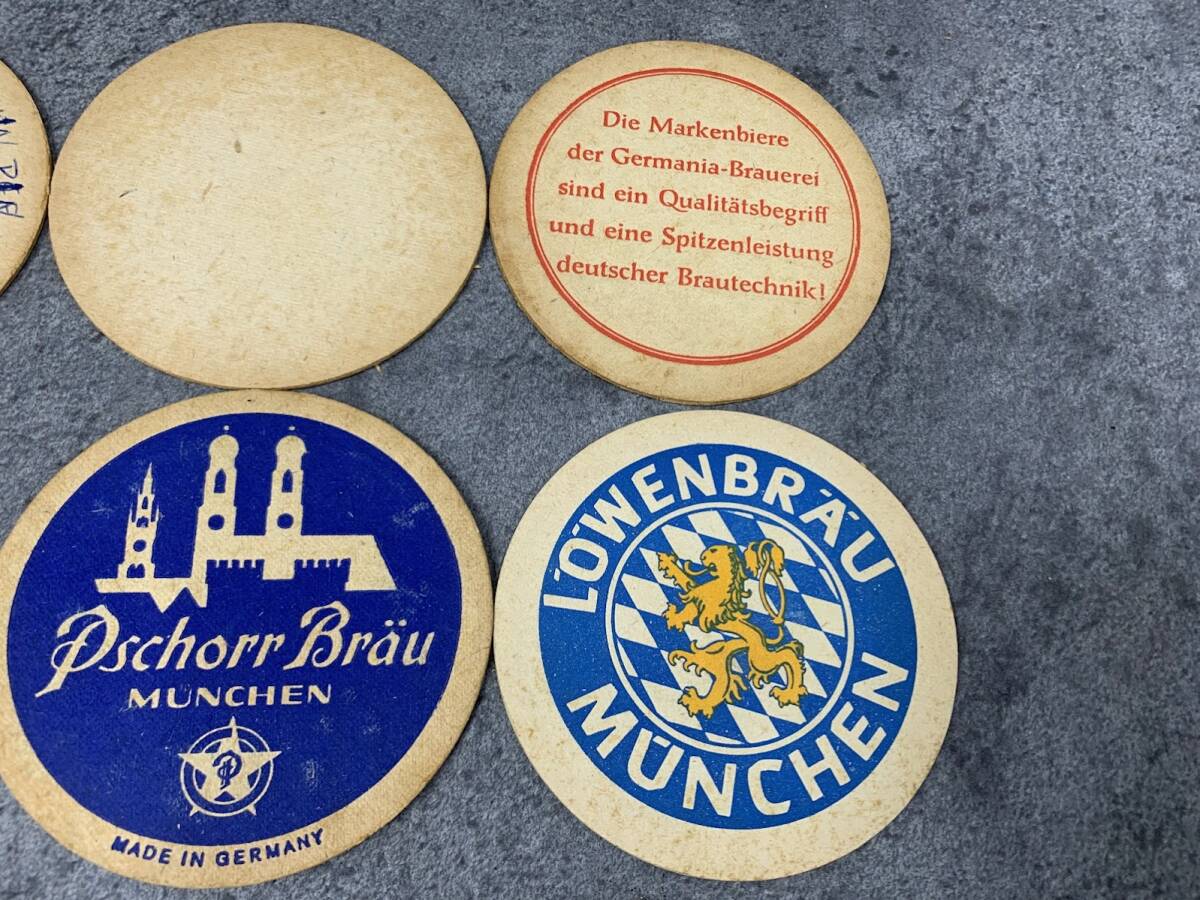 Die Markenbiere
der Germania-Brauerei
sind ein Qualitätsbegriff
und eine Spitzenleistung
deutscher Brautechnik!
Pschorr Bräu
MÜNCHEN
P
MADE IN GERMANY
LÖWENBRÄU
MÜNCHEN